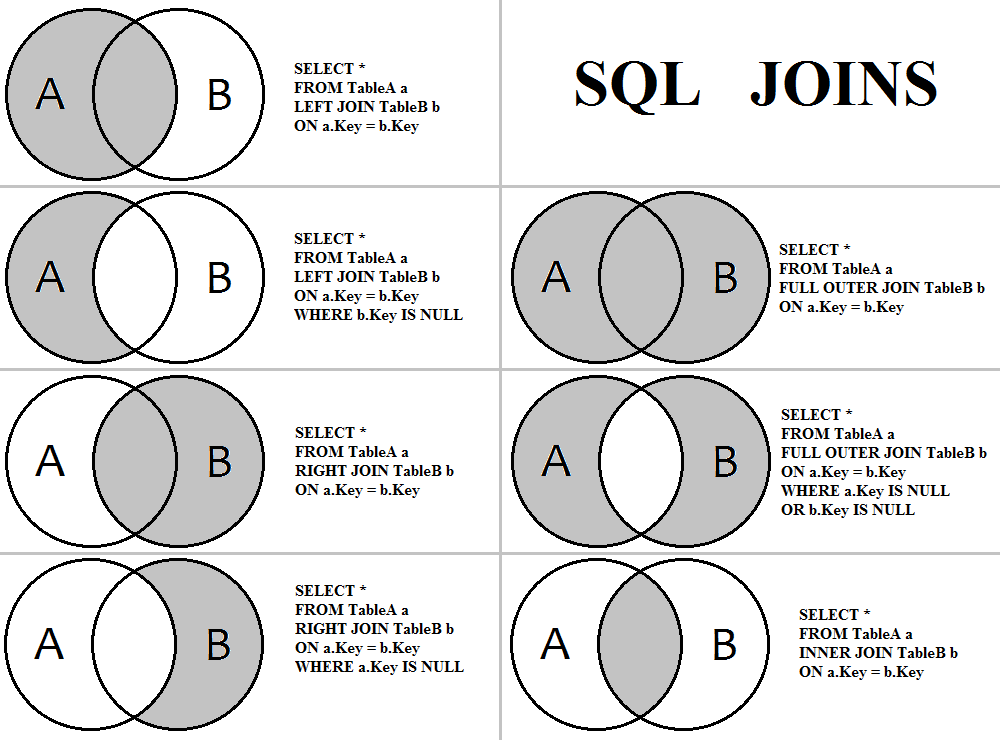 A
B
SELECT *
FROM TableA a
LEFT JOIN TableB b
ON a.Key = b.Key
SQL JOINS
A
B
SELECT *
FROM TableA a
LEFT JOIN TableB b
ON a.Key = b.Key
WHERE b.Key IS NULL
A
B
SELECT *
FROM TableA a
FULL OUTER JOIN TableB b
ON a.Key = b.Key
A
B
SELECT *
FROM TableA a
RIGHT JOIN TableB b
ON a.Key = b.Key
A
B
SELECT *
FROM TableA a
FULL OUTER JOIN TableB b
ON a.Key = b.Key
WHERE a.Key IS NULL
OR b.Key IS NULL
A
B
SELECT *
FROM TableA a
RIGHT JOIN TableB b
ON a.Key = b.Key
WHERE a.Key IS NULL
A
B
SELECT *
FROM TableA a
INNER JOIN TableB b
ON a.Key = b.Key